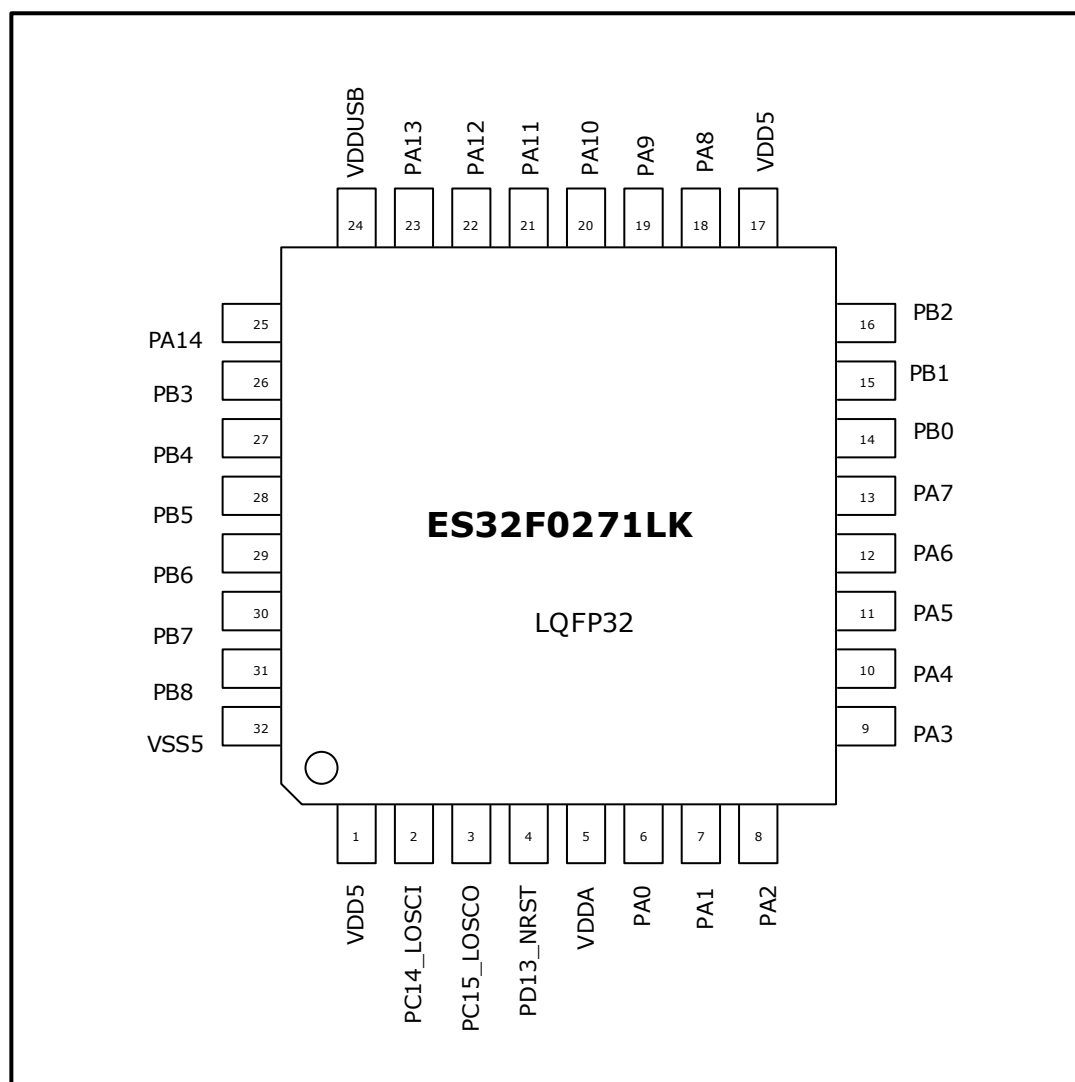 VDDUSB
PA13
PA12
PA11
PA10
PA9
PA8
VDD5
24
23
22
21
20
19
18
17
PA14
25
PB3
26
PB4
27
PB5
28
PB6
29
PB7
30
PB8
31
VSS5
32
ES32F0271LK
LQFP32
16
PB2
15
PB1
14
PB0
13
PA7
12
PA6
11
PA5
10
PA4
9
PA3
1
2
3
4
5
6
7
8
VDD5
PC14_LOSCI
PC15_LOSCO
PD13_NRST
VDDA
PA0
PA1
PA2